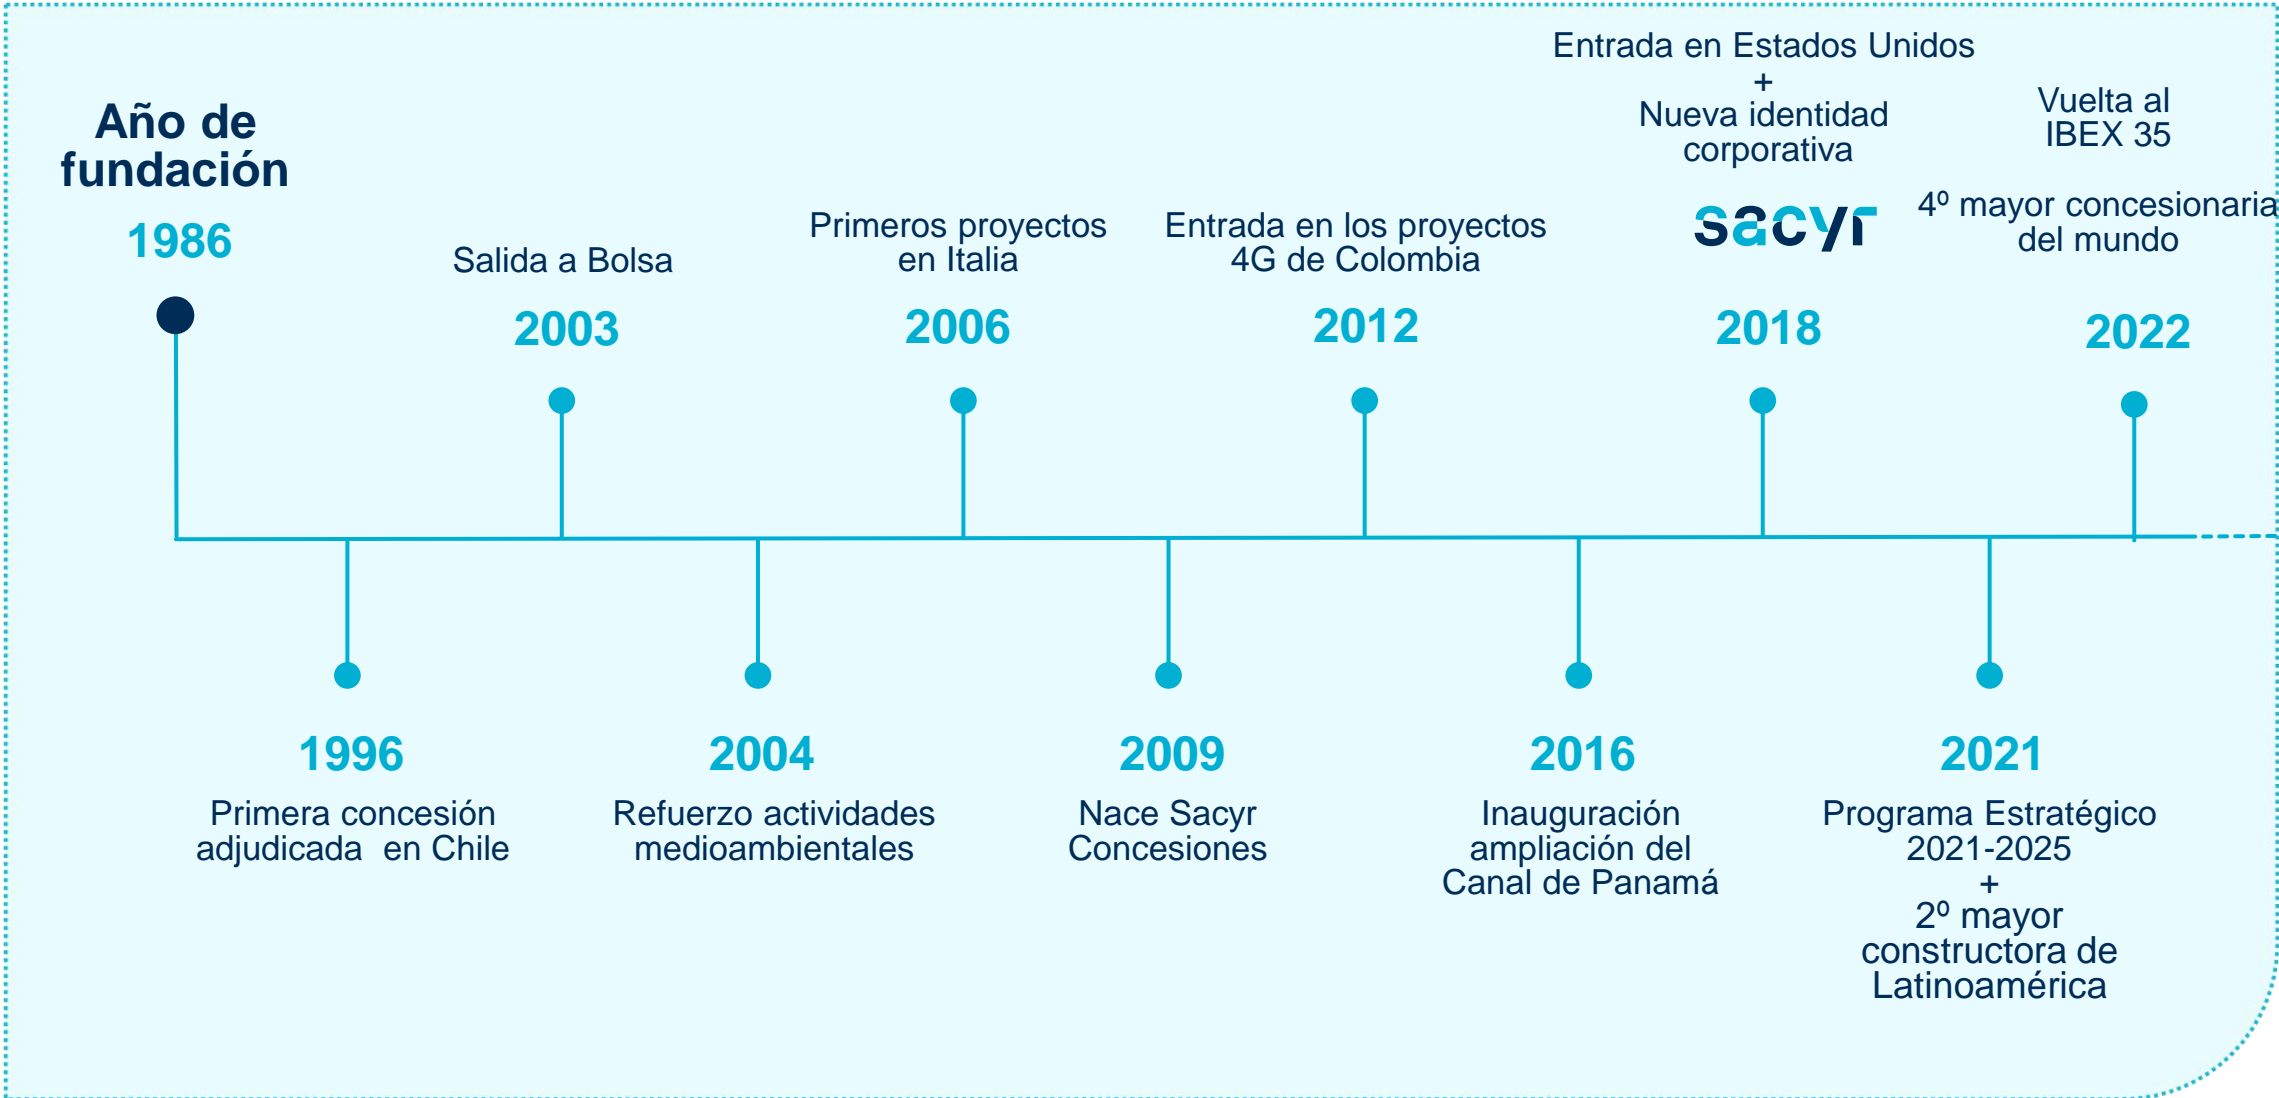 Año de
fundación
1986
Salida a Bolsa
2003
Primeros proyectos
en Italia
2006
Entrada en los proyectos
4G de Colombia
2012
Entrada en Estados Unidos
+
Nueva identidad
corporativa
sacyr
2018
Vuelta al
IBEX 35
4º mayor concesionaria
del mundo
2022
1996
Primera concesión
adjudicada  en Chile
2004
Refuerzo actividades
medioambientales
2009
Nace Sacyr
Concesiones
2016
Inauguración
ampliación del
Canal de Panamá
2021
Programa Estratégico
2021-2025
+
2º mayor
constructora de
Latinoamérica